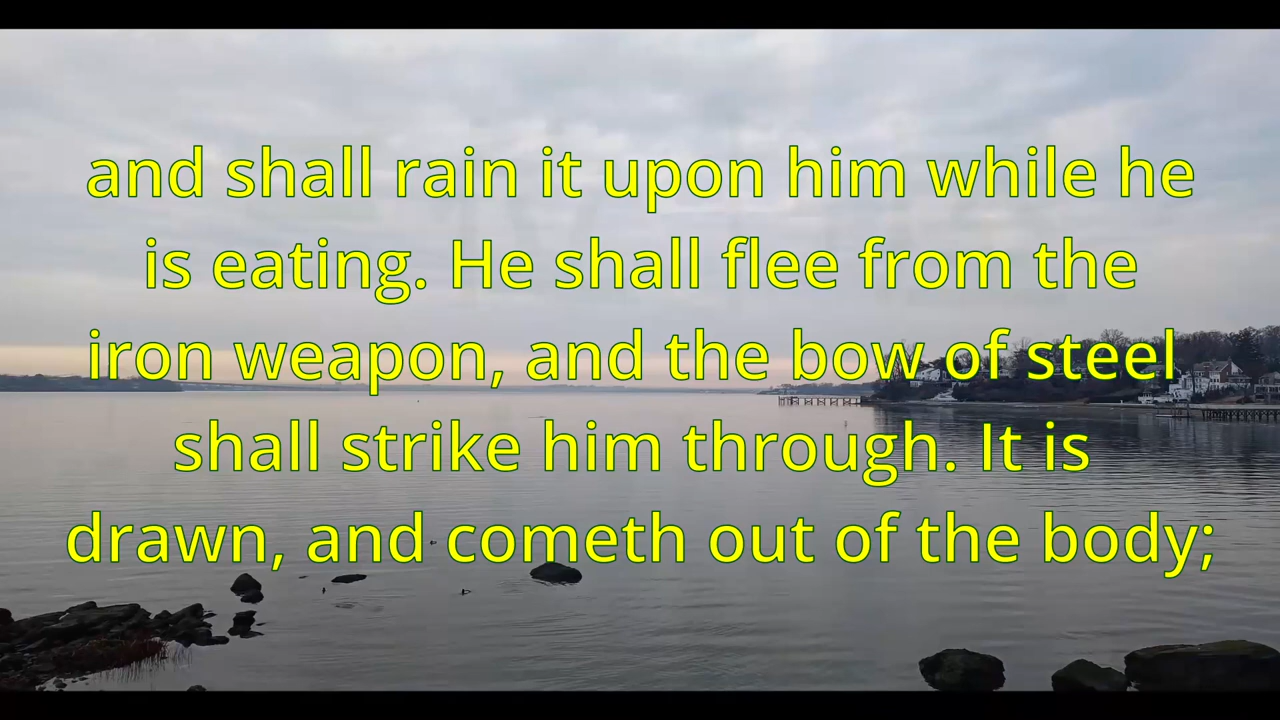 and shall rain it upon him while he
is eating. He shall flee from the
iron weapon, and the bow of steel
shall strike him through. It is
drawn, and cometh out of the body;